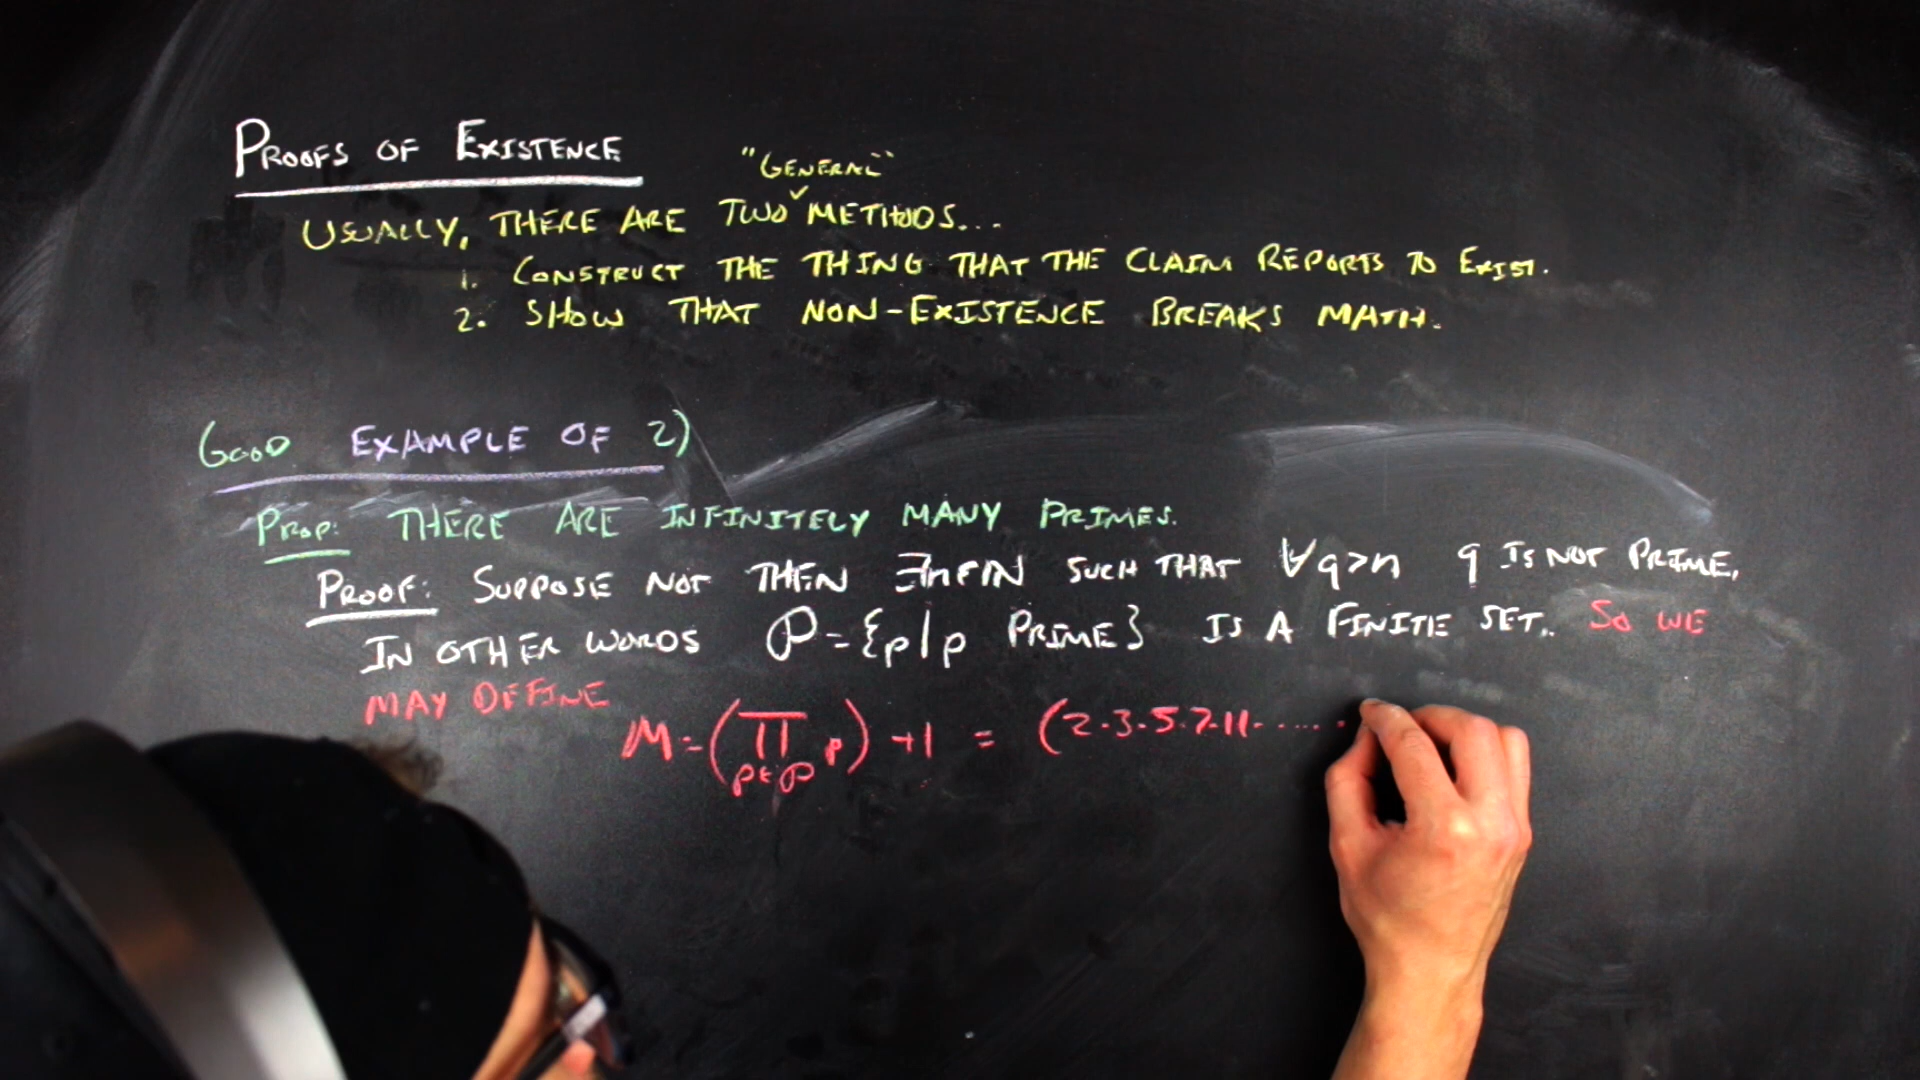 PROOFS OF EXISTENCE
"GENERAL"
USUALLY, THERE ARE TWO ✓ METHODS...
1. CONSTRUCT THE THING THAT THE CLAIM REPORTS TO EXIST.
2. SHOW THAT NON-EXISTENCE BREAKS MATH.
GOOD EXAMPLE OF 2)
PROP: THERE ARE INFINITELY MANY PRIMES.
PROOF: SUPPOSE NOT THEN ∃n∈ℕ SUCH THAT ∀q>n q IS NOT PRIME,
IN OTHER WORDS 𝒫={p|p PRIME} IS A FINITE SET. SO WE
MAY DEFINE
M=(∏ p∈𝒫 p)+1 = (2·3·5·7·11·.....·